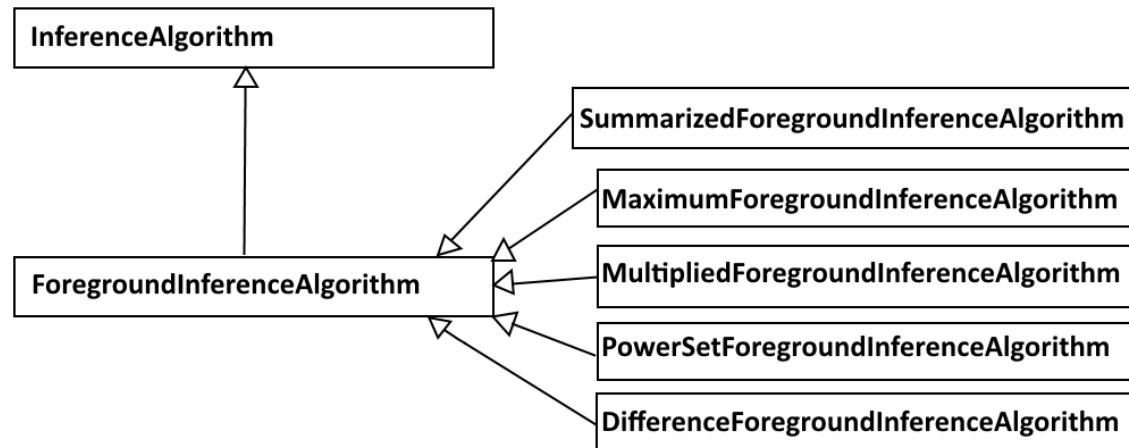 InferenceAlgorithm
SummarizedForegroundInferenceAlgorithm
MaximumForegroundInferenceAlgorithm
ForegroundInferenceAlgorithm
MultipliedForegroundInferenceAlgorithm
PowerSetForegroundInferenceAlgorithm
DifferenceForegroundInferenceAlgorithm